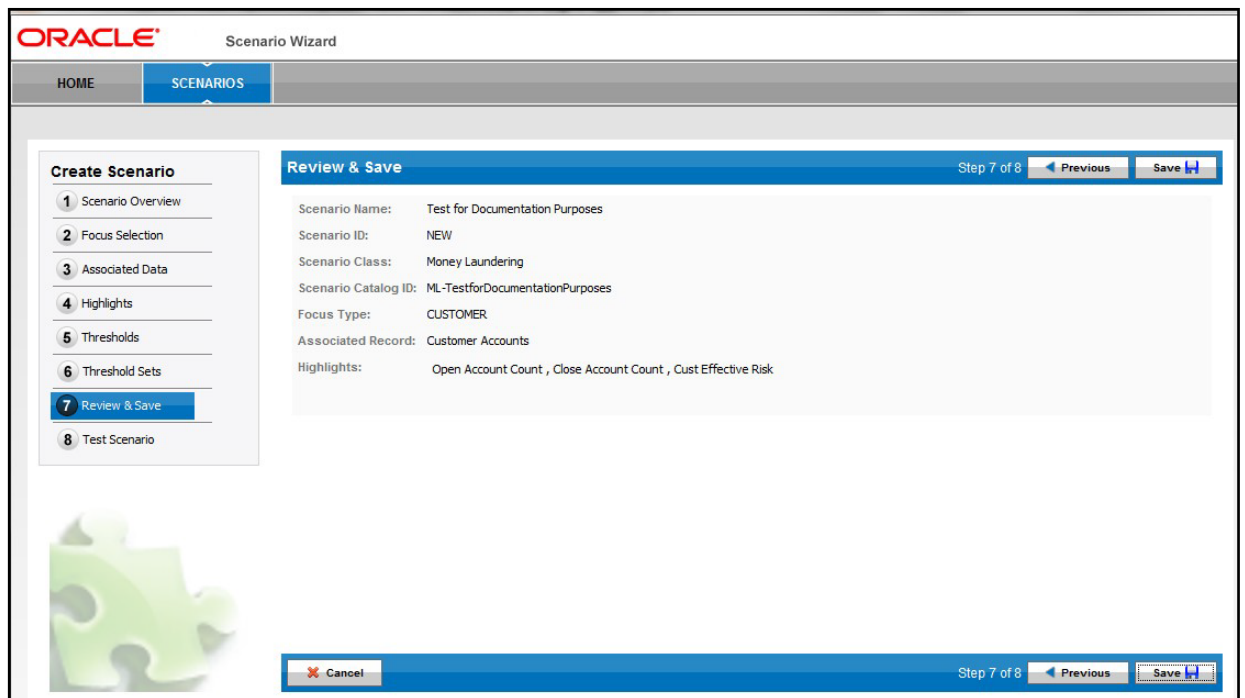 ORACLE Scenario Wizard
HOME SCENARIOS
Create Scenario
1 Scenario Overview
2 Focus Selection
3 Associated Data
4 Highlights
5 Thresholds
6 Threshold Sets
7 Review & Save
8 Test Scenario
Review & Save Step 7 of 8 Previous Save
Scenario Name: Test for Documentation Purposes
Scenario ID: NEW
Scenario Class: Money Laundering
Scenario Catalog ID: ML-TestforDocumentationPurposes
Focus Type: CUSTOMER
Associated Record: Customer Accounts
Highlights: Open Account Count , Close Account Count , Cust Effective Risk
Cancel Step 7 of 8 Previous Save